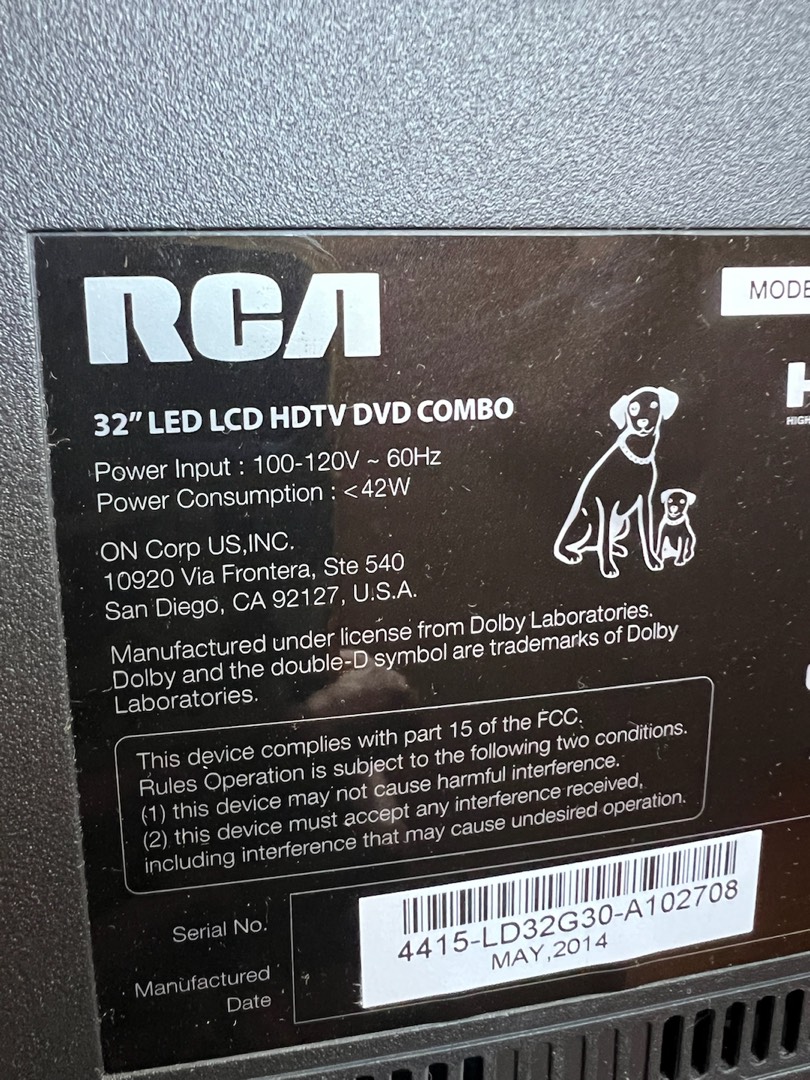 RCA
MODE
32" LED LCD HDTV DVD COMBO
Power Input : 100-120V ~ 60Hz
Power Consumption : <42W
HIGH
ON Corp US,INC.
10920 Via Frontera, Ste 540
San Diego, CA 92127, U.S.A.
Manufactured under license from Dolby Laboratories.
Dolby and the double-D symbol are trademarks of Dolby
Laboratories.
This device complies with part 15 of the FCC.
Rules Operation is subject to the following two conditions.
(1) this device may not cause harmful interference.
(2) this device must accept any interference received,
including interference that may cause undesired operation.
Serial No.
4415-LD32G30-A102708
MAY,2014
Manufactured
Date